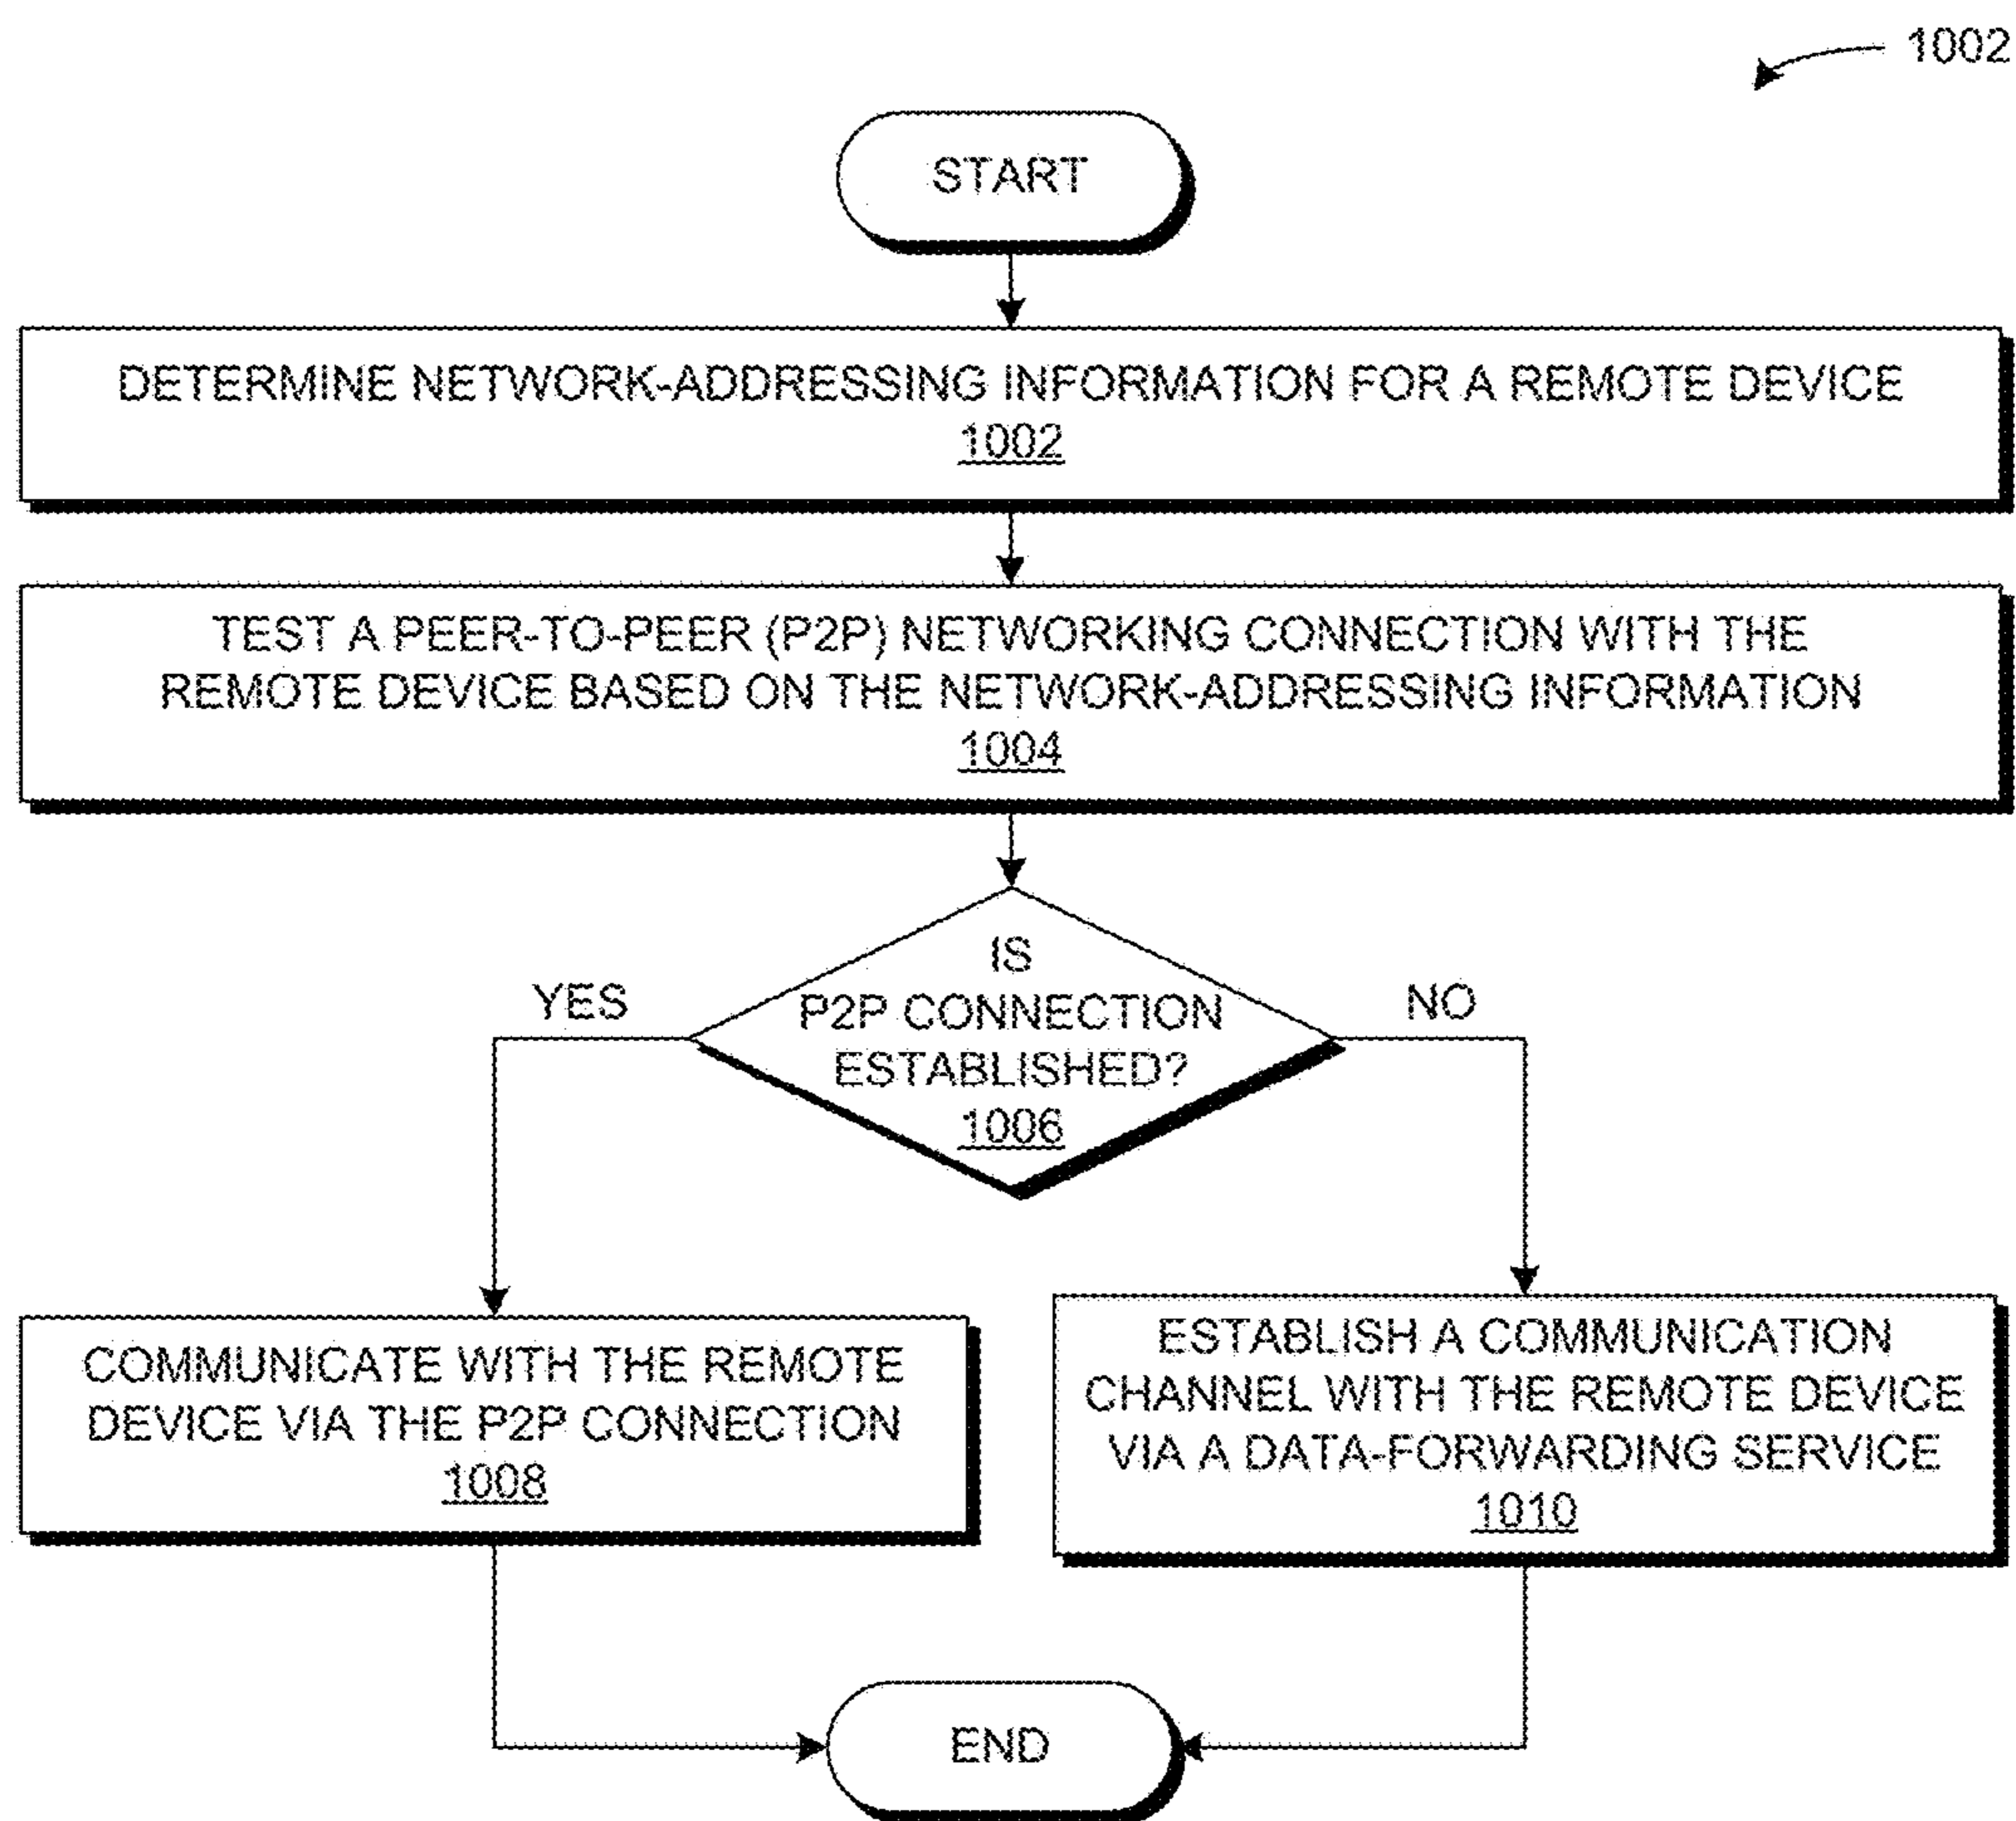 1002
START
DETERMINE NETWORK-ADDRESSING INFORMATION FOR A REMOTE DEVICE
1002
TEST A PEER-TO-PEER (P2P) NETWORKING CONNECTION WITH THE
REMOTE DEVICE BASED ON THE NETWORK-ADDRESSING INFORMATION
1004
IS
P2P CONNECTION
ESTABLISHED?
1006
YES
NO
COMMUNICATE WITH THE REMOTE
DEVICE VIA THE P2P CONNECTION
1008
ESTABLISH A COMMUNICATION
CHANNEL WITH THE REMOTE DEVICE
VIA A DATA-FORWARDING SERVICE
1010
END